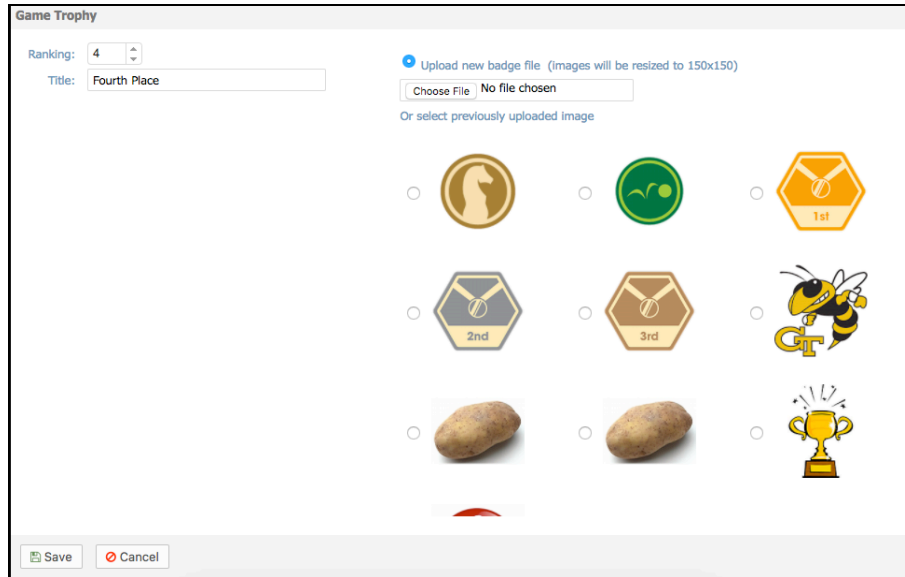 Game Trophy
Ranking: 4
Title: Fourth Place
Upload new badge file (images will be resized to 150x150)
Choose File No file chosen
Or select previously uploaded image
1st
2nd
3rd
GT
Save
Cancel